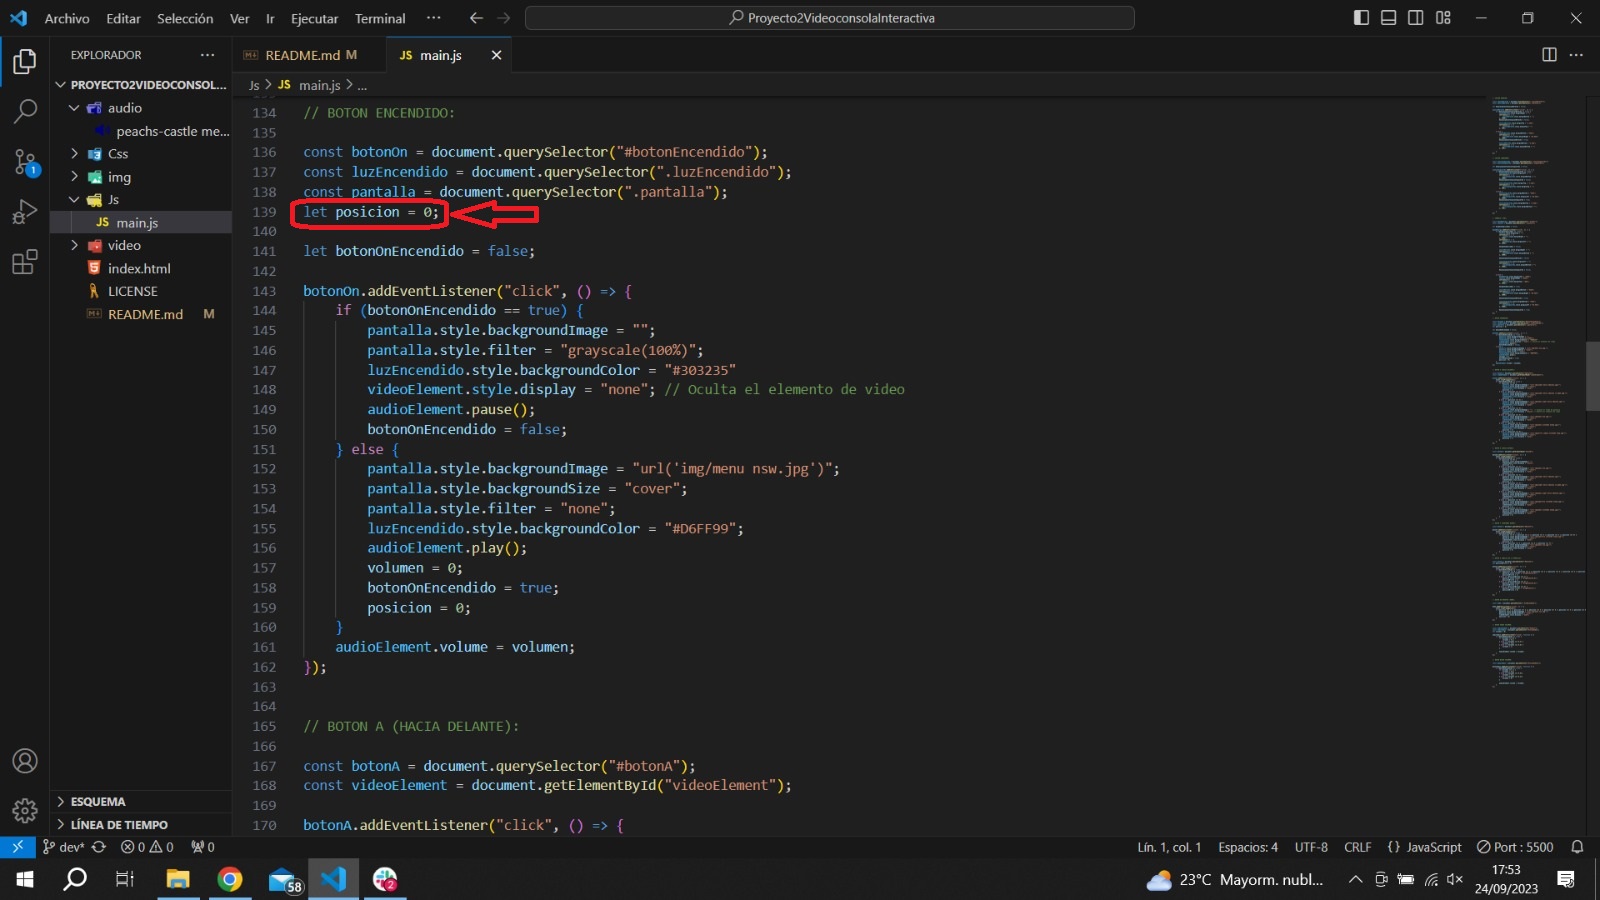 Archivo Editar Selección Ver Ir Ejecutar Terminal ··· Proyecto2VideoconsolaInteractiva
EXPLORADOR ···
README.md M
JS main.js
PROYECTO2VIDEOCONSOL...
Js > JS main.js > ...
audio
peachs-castle me...
Css
img
Js
JS main.js
video
index.html
LICENSE
README.md M
ESQUEMA
LÍNEA DE TIEMPO
134 // BOTON ENCENDIDO:
135
136 const botonOn = document.querySelector("#botonEncendido");
137 const luzEncendido = document.querySelector(".luzEncendido");
138 const pantalla = document.querySelector(".pantalla");
139 let posicion = 0;
140
141 let botonOnEncendido = false;
142
143 botonOn.addEventListener("click", () => {
144 if (botonOnEncendido == true) {
145 pantalla.style.backgroundImage = "";
146 pantalla.style.filter = "grayscale(100%)";
147 luzEncendido.style.backgroundColor = "#303235"
148 videoElement.style.display = "none"; // Oculta el elemento de video
149 audioElement.pause();
150 botonOnEncendido = false;
151 } else {
152 pantalla.style.backgroundImage = "url('img/menu nsw.jpg')";
153 pantalla.style.backgroundSize = "cover";
154 pantalla.style.filter = "none";
155 luzEncendido.style.backgroundColor = "#D6FF99";
156 audioElement.play();
157 volumen = 0;
158 botonOnEncendido = true;
159 posicion = 0;
160 }
161 audioElement.volume = volumen;
162 });
163
164
165 // BOTON A (HACIA DELANTE):
166
167 const botonA = document.querySelector("#botonA");
168 const videoElement = document.getElementById("videoElement");
169
170 botonA.addEventListener("click", () => {
dev* 0 0 0 Lín. 1, col. 1 Espacios: 4 UTF-8 CRLF {} JavaScript Port : 5500
58 2 23°C Mayorm. nubl... 17:53
24/09/2023